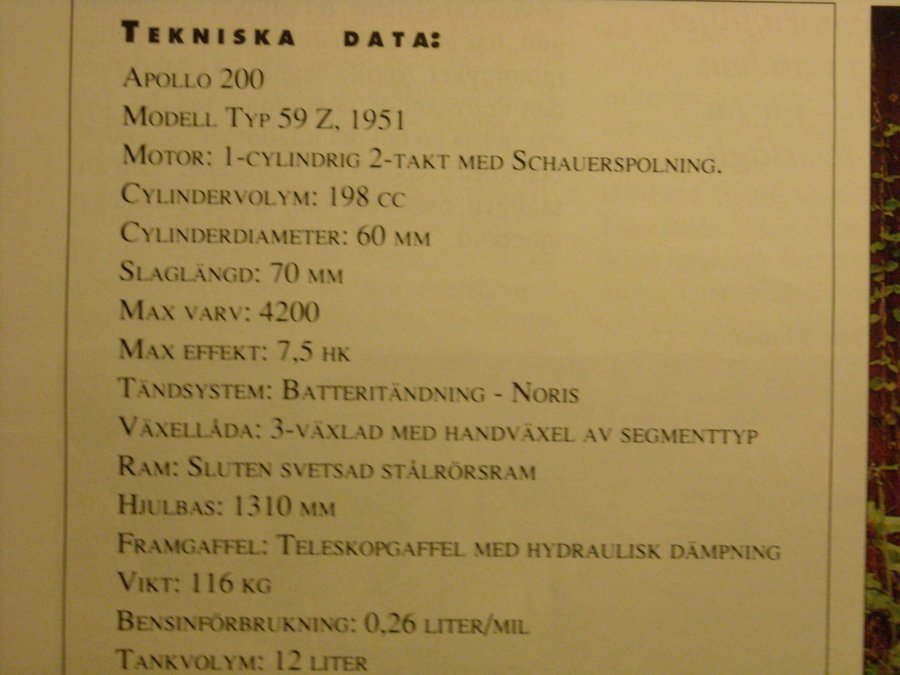 TEKNISKA DATA:
APOLLO 200
MODELL TYP 59 Z, 1951
MOTOR: 1-CYLINDRIG 2-TAKT MED SCHAUERSPOLNING.
CYLINDERVOLYM: 198 CC
CYLINDERDIAMETER: 60 MM
SLAGLÄNGD: 70 MM
MAX VARV: 4200
MAX EFFEKT: 7,5 HK
TÄNDSYSTEM: BATTERITÄNDNING - NORIS
VÄXELLÅDA: 3-VÄXLAD MED HANDVÄXEL AV SEGMENTTYP
RAM: SLUTEN SVETSAD STÅLRÖRSRAM
HJULBAS: 1310 MM
FRAMGAFFEL: TELESKOPGAFFEL MED HYDRAULISK DÄMPNING
VIKT: 116 KG
BENSINFÖRBRUKNING: 0,26 LITER/MIL
TANKVOLYM: 12 LITER